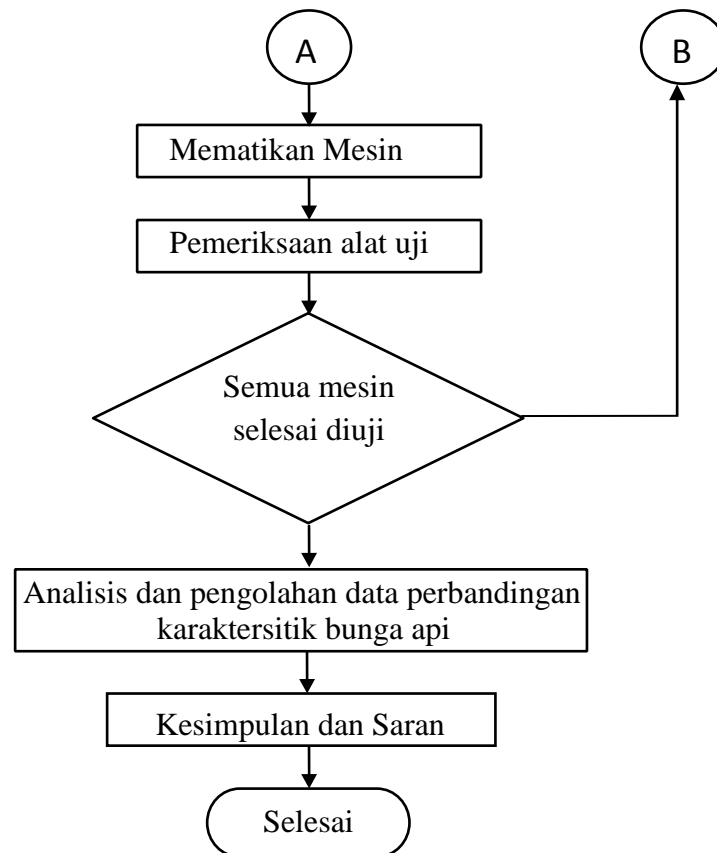 A
B
Mematikan Mesin
Pemeriksaan alat uji
Semua mesin
selesai diuji
Analisis dan pengolahan data perbandingan
karaktersitik bunga api
Kesimpulan dan Saran
Selesai